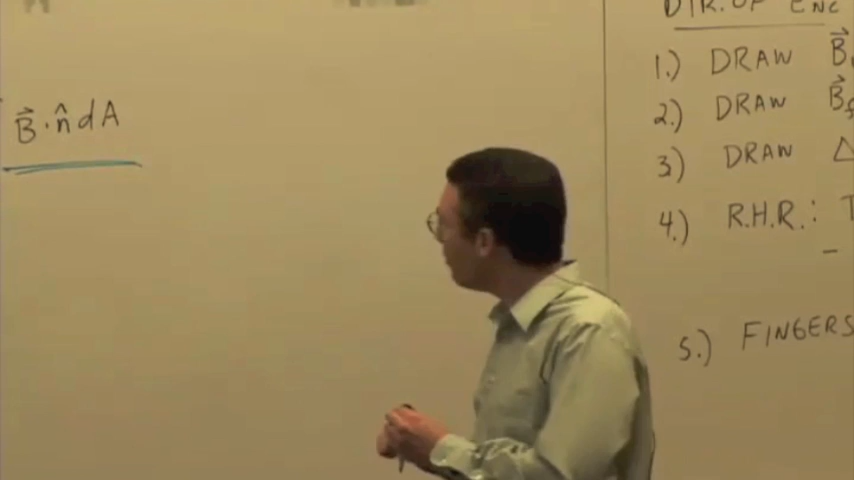 B⃗ · n̂ dA
DIR. OF ENC
1.) DRAW B⃗
2.) DRAW B⃗
3.) DRAW Δ
4.) R.H.R.:
5.) FINGERS